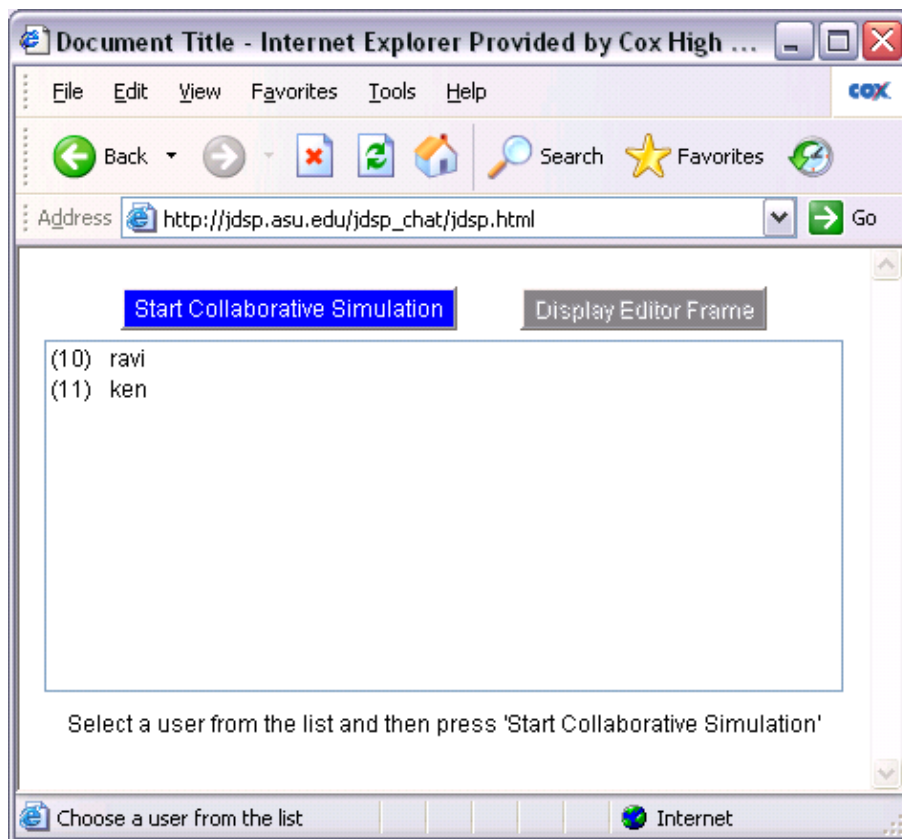 Document Title - Internet Explorer Provided by Cox High ...
File Edit View Favorites Tools Help COX
Back Search Favorites
Address http://jdsp.asu.edu/jdsp_chat/jdsp.html Go
Start Collaborative Simulation Display Editor Frame
(10) ravi
(11) ken
Select a user from the list and then press 'Start Collaborative Simulation'
Choose a user from the list Internet